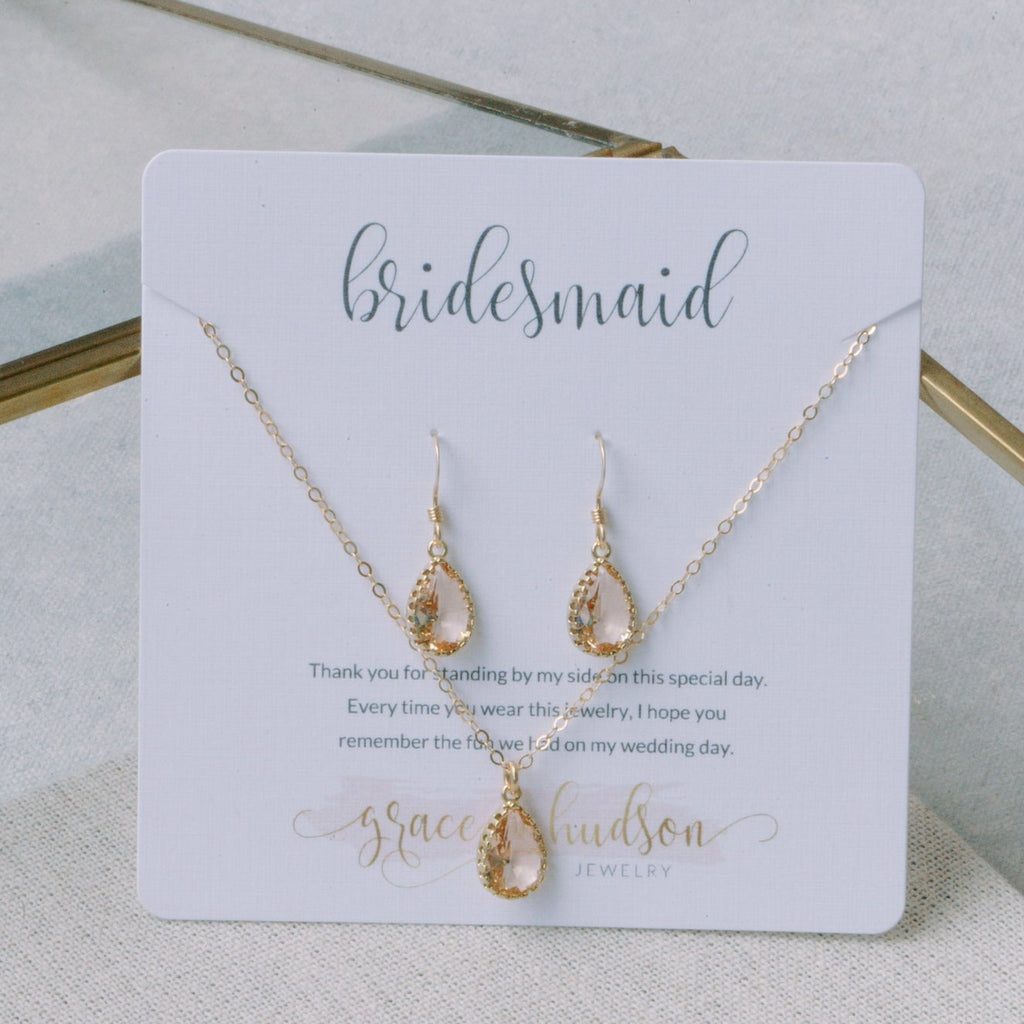 bridesmaid
Thank you for standing by my side on this special day.
Every time you wear this jewelry, I hope you
remember the fun we had on my wedding day.
grace hudson
JEWELRY